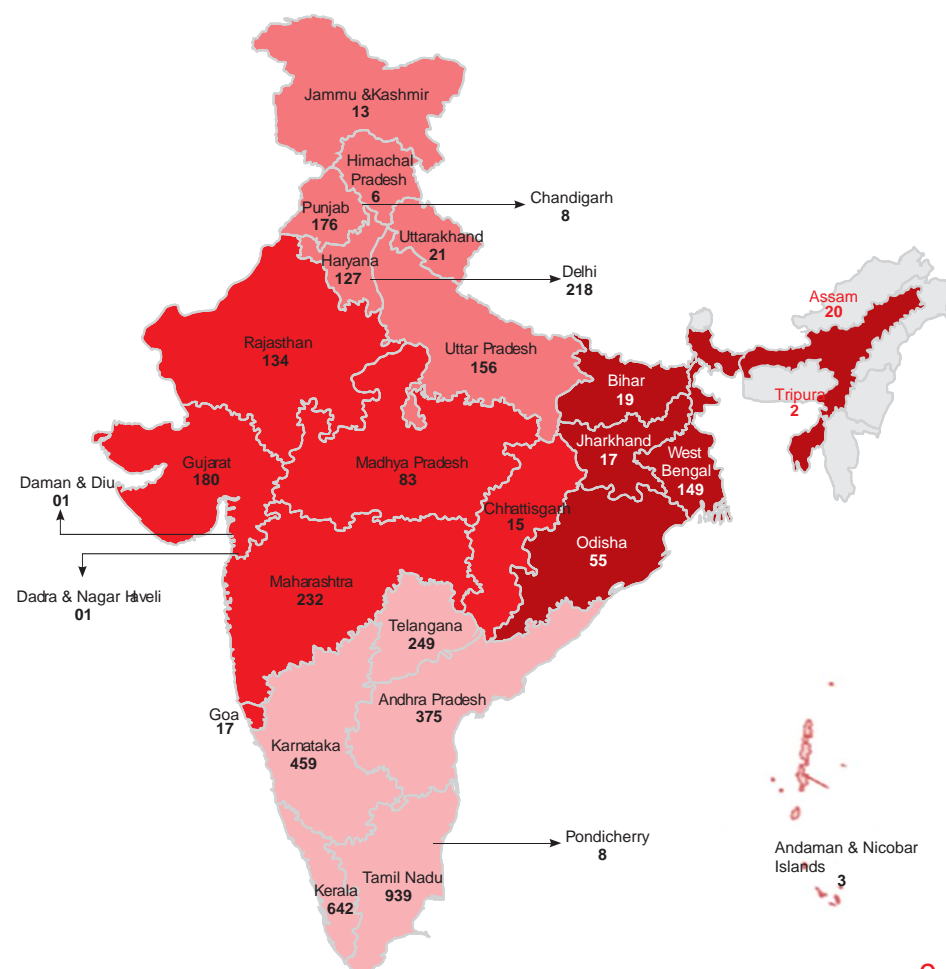 Jammu &Kashmir
13
Himachal
Pradesh
6
Chandigarh
8
Punjab
176
Uttarakhand
21
Haryana
127
Delhi
218
Assam
20
Rajasthan
134
Uttar Pradesh
156
Bihar
19
Tripura
2
Jharkhand
17
West
Bengal
149
Gujarat
180
Madhya Pradesh
83
Daman & Diu
01
Chhattisgarh
15
Odisha
55
Maharashtra
232
Dadra & Nagar Haveli
01
Telangana
249
Andhra Pradesh
375
Goa
17
Karnataka
459
Pondicherry
8
Andaman & Nicobar
Islands
3
Kerala
642
Tamil Nadu
939